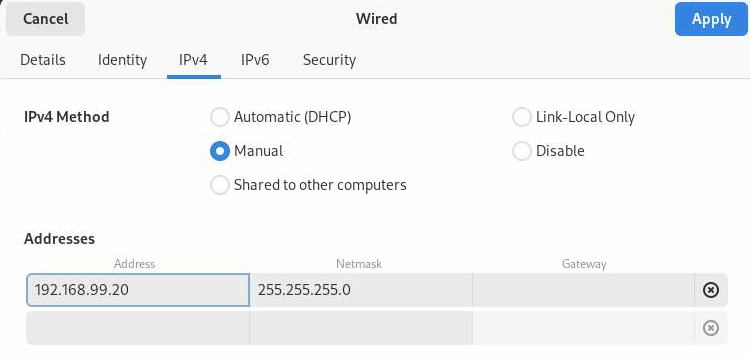 Cancel Wired Apply
Details Identity IPv4 IPv6 Security
IPv4 Method Automatic (DHCP) Link-Local Only
Manual Disable
Shared to other computers
Addresses
Address Netmask Gateway
192.168.99.20 255.255.255.0